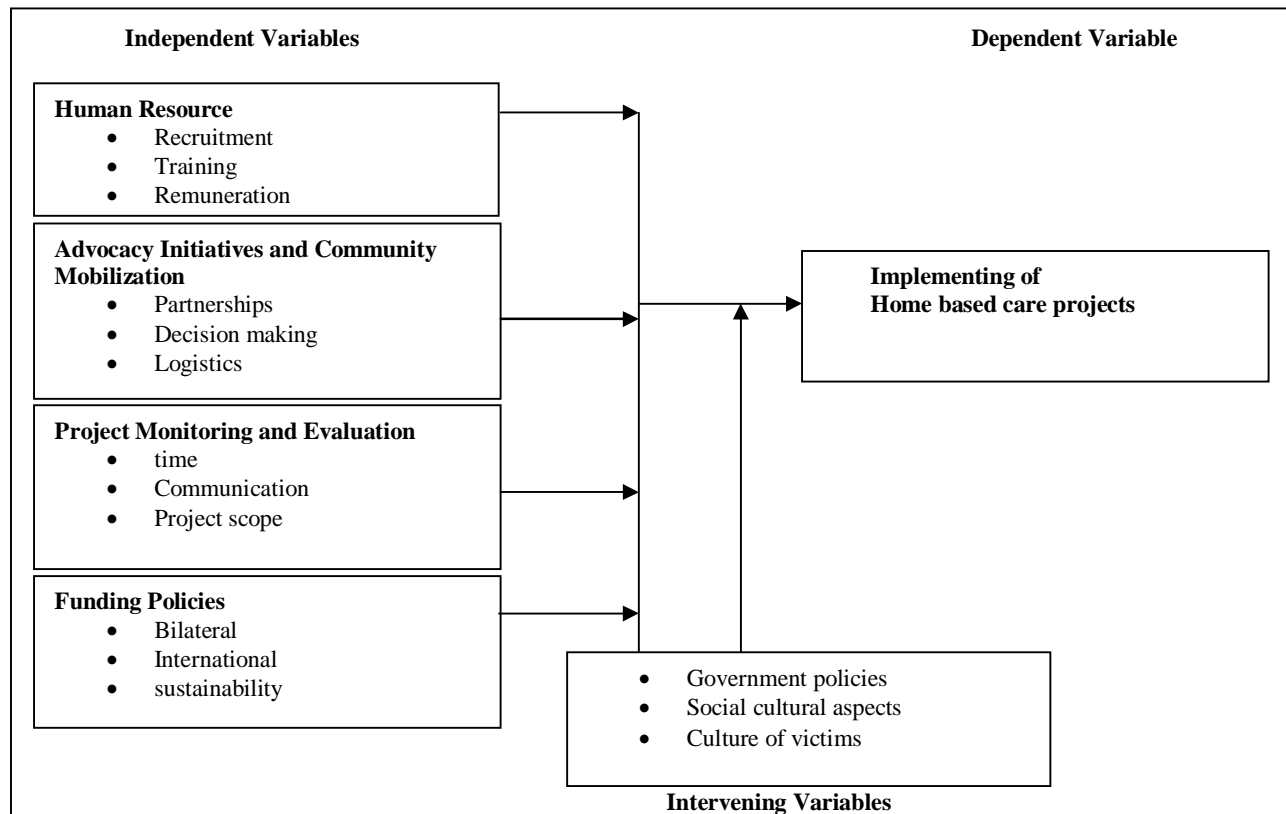 Independent Variables
Dependent Variable
Human Resource
• Recruitment
• Training
• Remuneration
Advocacy Initiatives and Community
Mobilization
• Partnerships
• Decision making
• Logistics
Project Monitoring and Evaluation
• time
• Communication
• Project scope
Funding Policies
• Bilateral
• International
• sustainability
Implementing of
Home based care projects
• Government policies
• Social cultural aspects
• Culture of victims
Intervening Variables